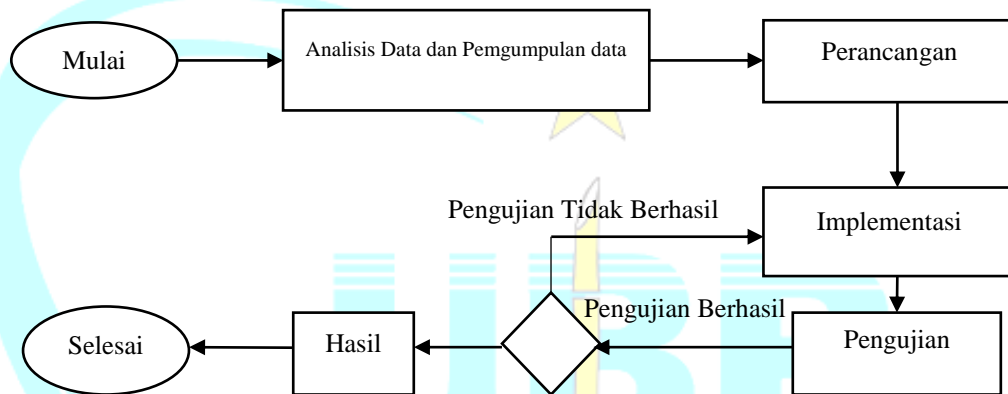 Mulai
Analisis Data dan Pemgumpulan data
Perancangan
Pengujian Tidak Berhasil
Implementasi
Pengujian Berhasil
Selesai
Hasil
Pengujian